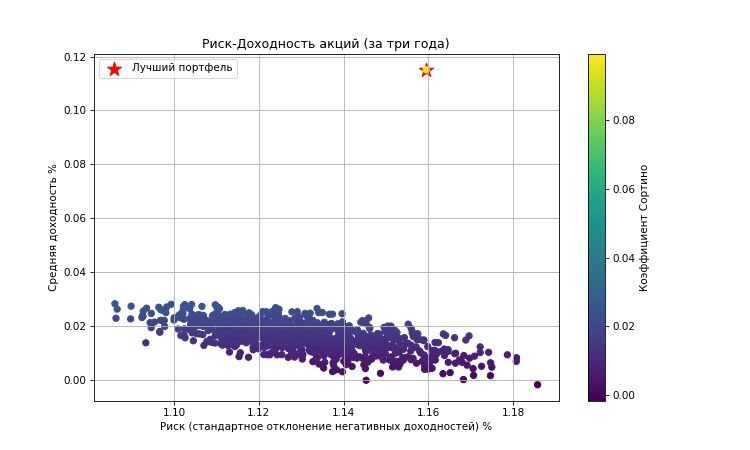 Риск-Доходность акций (за три года)
Лучший портфель
0.12
0.10
0.08
0.06
0.04
0.02
0.00
Средняя доходность %
1.10 1.12 1.14 1.16 1.18
Риск (стандартное отклонение негативных доходностей) %
0.08
0.06
0.04
0.02
0.00
Коэффициент Сортино